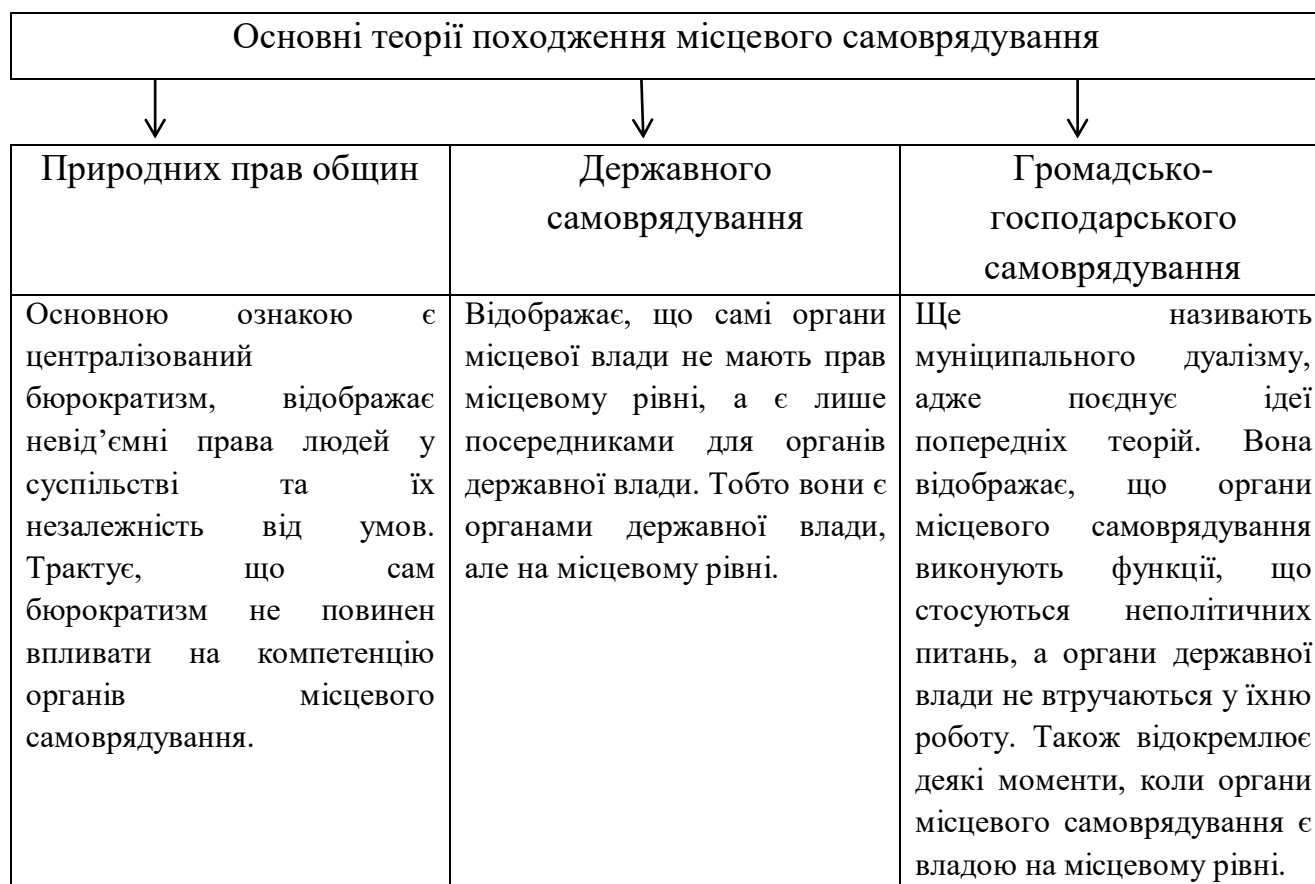 Основні теорії походження місцевого самоврядування
Природних прав общин
Державного
самоврядування
Громадсько-
господарського
самоврядування
Основною ознакою є
централізований
бюрократизм, відображає
невід’ємні права людей у
суспільстві та їх
незалежність від умов.
Трактує, що сам
бюрократизм не повинен
впливати на компетенцію
органів місцевого
самоврядування.
Відображає, що самі органи
місцевої влади не мають прав
місцевому рівні, а є лише
посередниками для органів
державної влади. Тобто вони є
органами державної влади,
але на місцевому рівні.
Ще називають
муніципального дуалізму,
адже поєднує ідеї
попередніх теорій. Вона
відображає, що органи
місцевого самоврядування
виконують функції, що
стосуються неполітичних
питань, а органи державної
влади не втручаються у їхню
роботу. Також відокремлює
деякі моменти, коли органи
місцевого самоврядування є
владою на місцевому рівні.